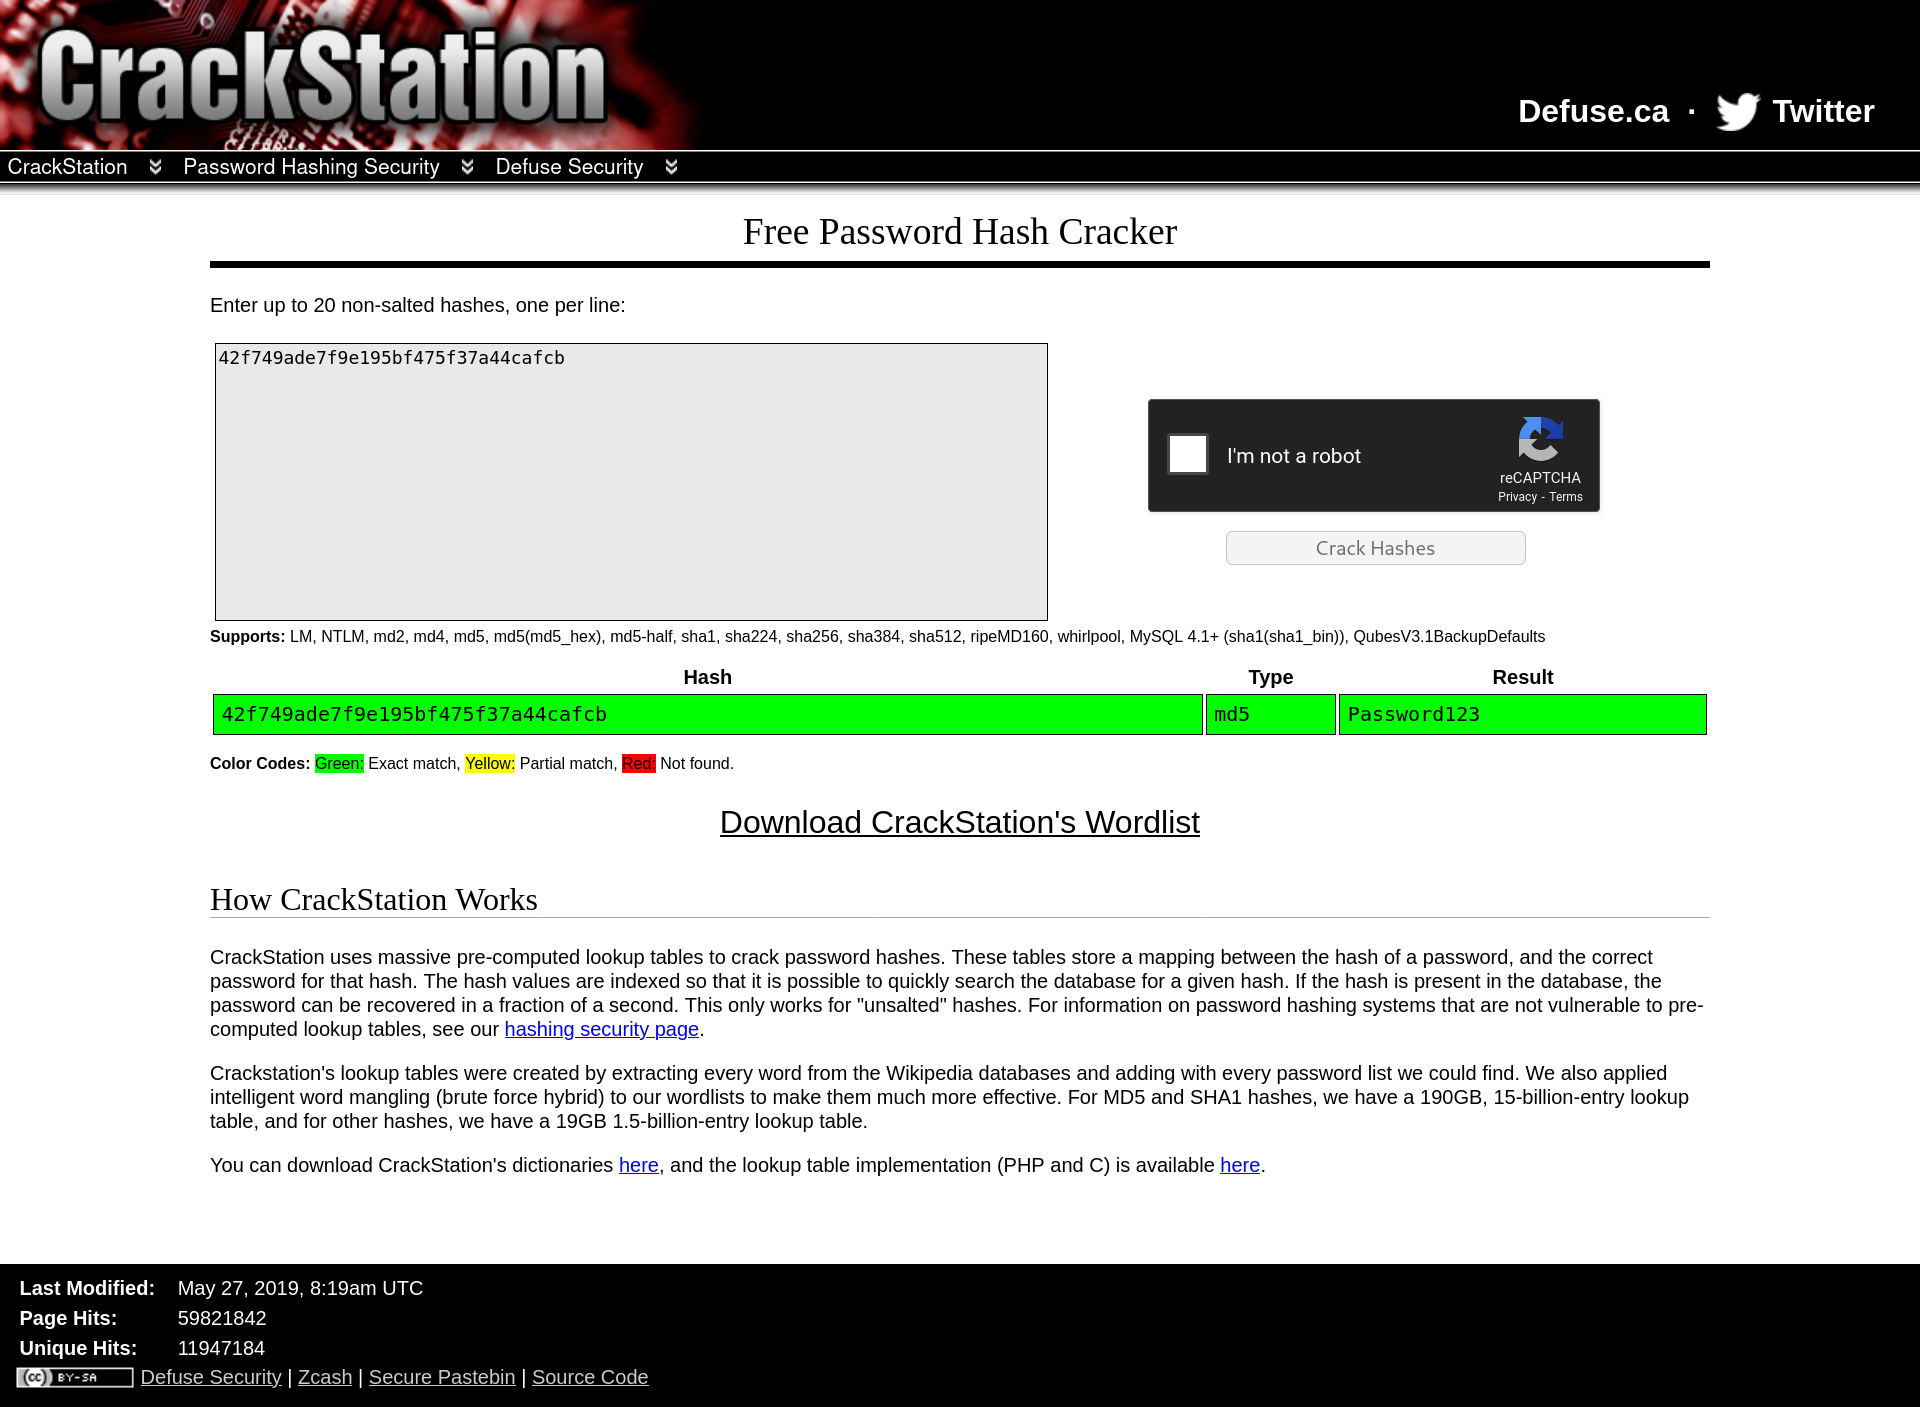 CrackStation
Defuse.ca · Twitter
CrackStation Password Hashing Security Defuse Security
Free Password Hash Cracker
Enter up to 20 non-salted hashes, one per line:
42f749ade7f9e195bf475f37a44cafcb
I'm not a robot
reCAPTCHA
Privacy - Terms
Crack Hashes
Supports: LM, NTLM, md2, md4, md5, md5(md5_hex), md5-half, sha1, sha224, sha256, sha384, sha512, ripeMD160, whirlpool, MySQL 4.1+ (sha1(sha1_bin)), QubesV3.1BackupDefaults
Hash Type Result
42f749ade7f9e195bf475f37a44cafcb md5 Password123
Color Codes: Green: Exact match, Yellow: Partial match, Red: Not found.
Download CrackStation's Wordlist
How CrackStation Works
CrackStation uses massive pre-computed lookup tables to crack password hashes. These tables store a mapping between the hash of a password, and the correct
password for that hash. The hash values are indexed so that it is possible to quickly search the database for a given hash. If the hash is present in the database, the
password can be recovered in a fraction of a second. This only works for "unsalted" hashes. For information on password hashing systems that are not vulnerable to pre-
computed lookup tables, see our hashing security page.
Crackstation's lookup tables were created by extracting every word from the Wikipedia databases and adding with every password list we could find. We also applied
intelligent word mangling (brute force hybrid) to our wordlists to make them much more effective. For MD5 and SHA1 hashes, we have a 190GB, 15-billion-entry lookup
table, and for other hashes, we have a 19GB 1.5-billion-entry lookup table.
You can download CrackStation's dictionaries here, and the lookup table implementation (PHP and C) is available here.
Last Modified: May 27, 2019, 8:19am UTC
Page Hits: 59821842
Unique Hits: 11947184
cc BY-SA Defuse Security | Zcash | Secure Pastebin | Source Code